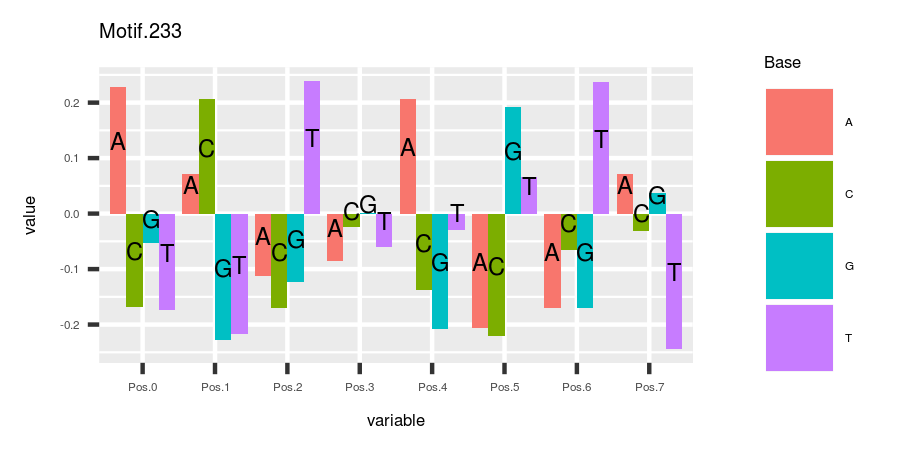 Motif.233
Base
A
C
G
T
value
0.2
0.1
0.0
-0.1
-0.2
A C G T
A C G T
A C G T
A C G T
A C G T
A C G T
A C G T
A C G T
Pos.0 Pos.1 Pos.2 Pos.3 Pos.4 Pos.5 Pos.6 Pos.7
variable